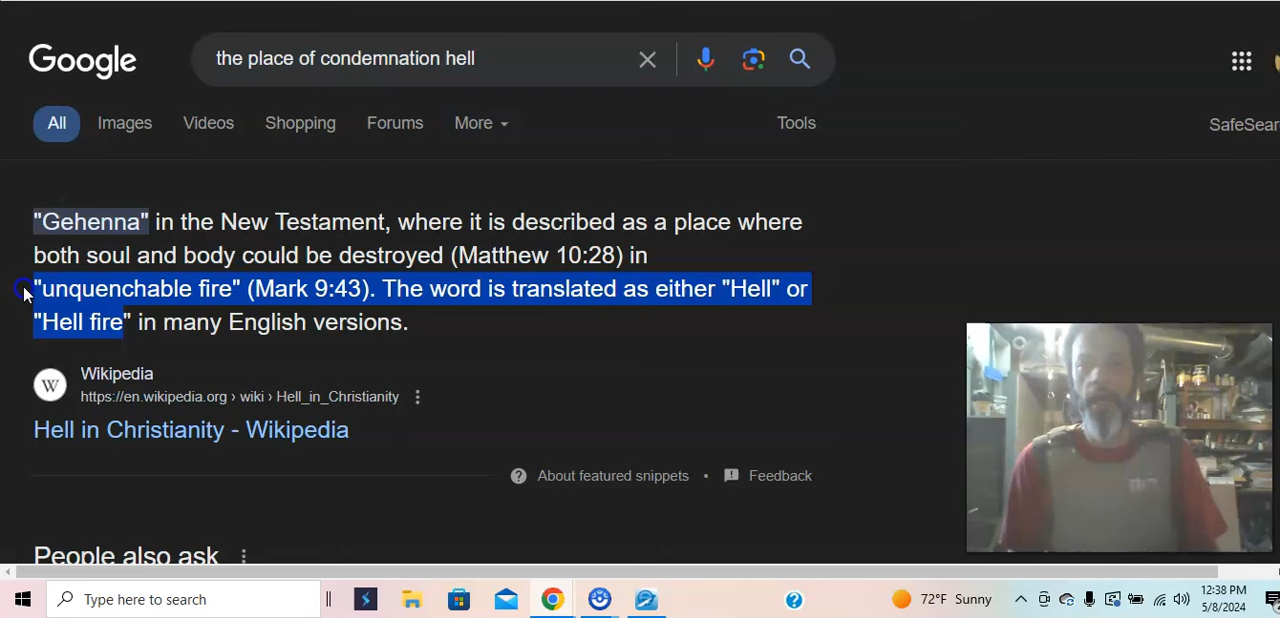 Google
the place of condemnation hell
All Images Videos Shopping Forums More Tools SafeSear
"Gehenna" in the New Testament, where it is described as a place where
both soul and body could be destroyed (Matthew 10:28) in
"unquenchable fire" (Mark 9:43). The word is translated as either "Hell" or
"Hell fire" in many English versions.
W
Wikipedia
https://en.wikipedia.org › wiki › Hell_in_Christianity
Hell in Christianity - Wikipedia
About featured snippets • Feedback
People also ask
Type here to search
72°F Sunny
12:38 PM
5/8/2024